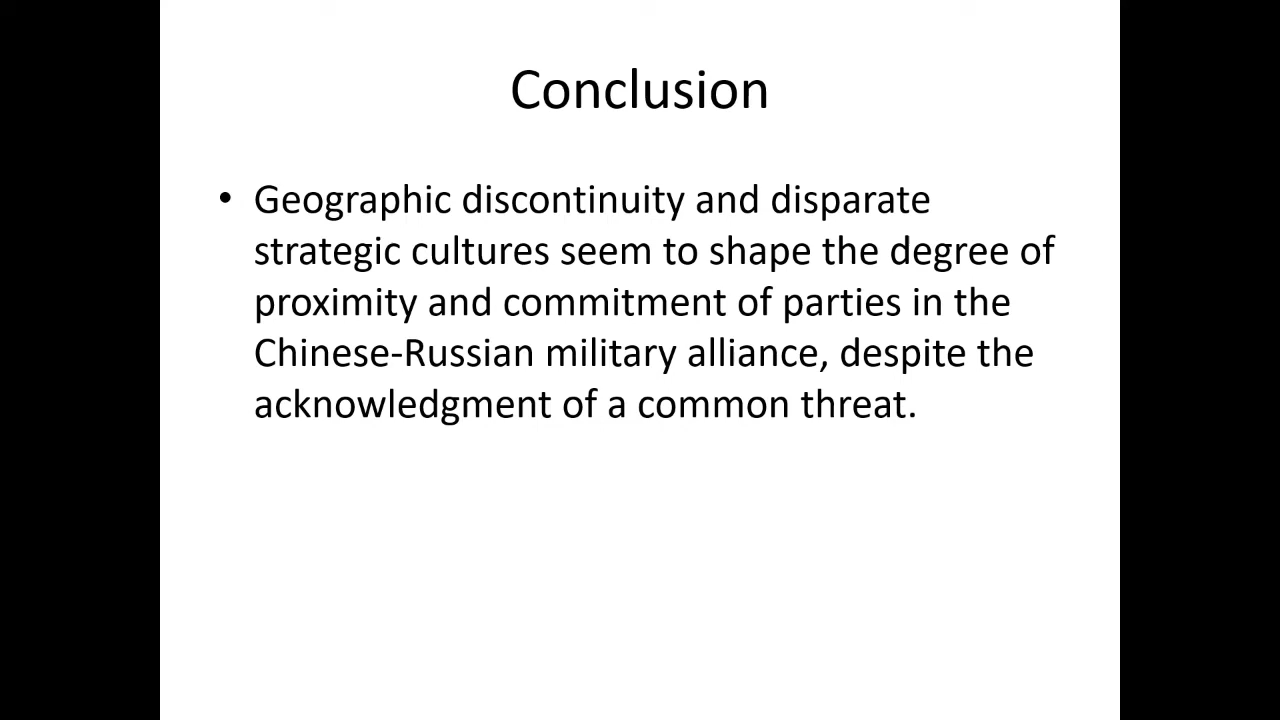 Conclusion
• Geographic discontinuity and disparate
strategic cultures seem to shape the degree of
proximity and commitment of parties in the
Chinese-Russian military alliance, despite the
acknowledgment of a common threat.